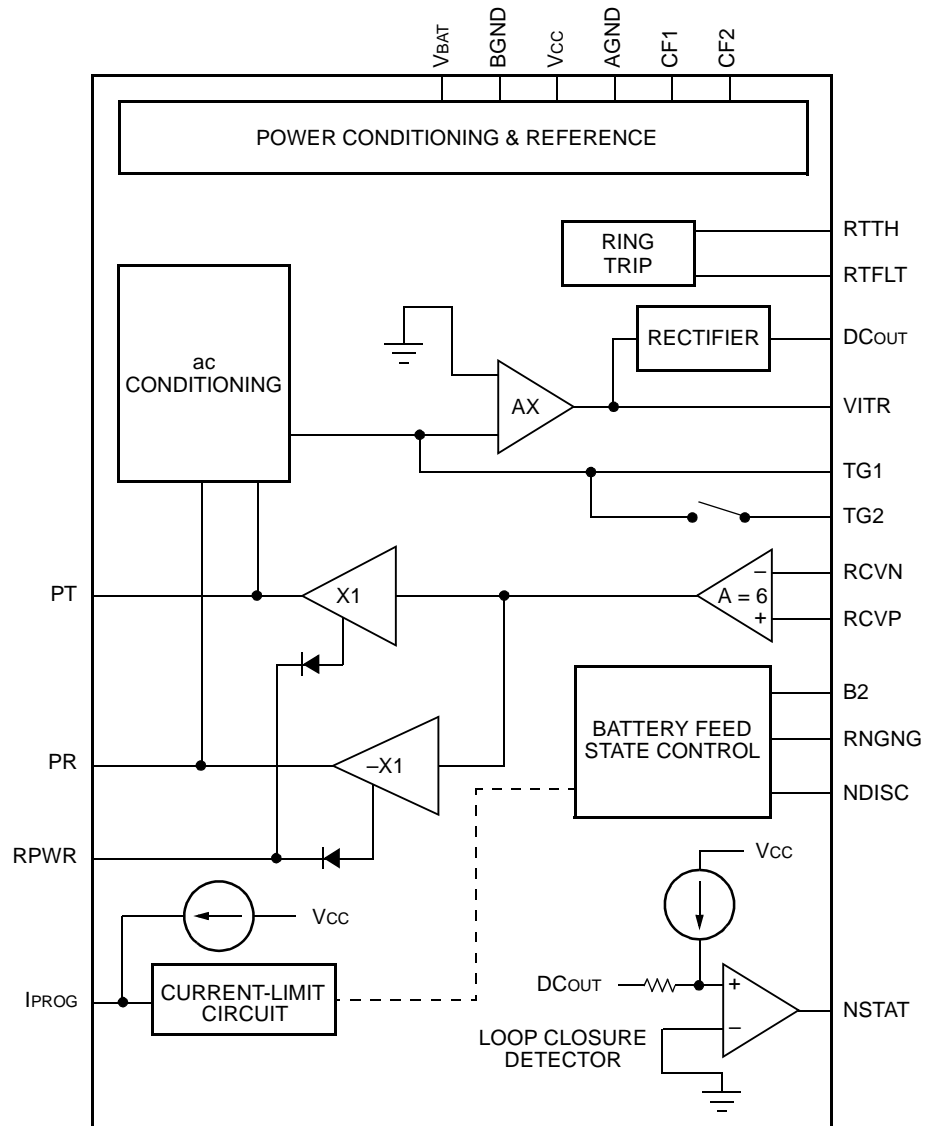 VBAT
BGND
VCC
AGND
CF1
CF2
POWER CONDITIONING & REFERENCE
RING
TRIP
RTTH
RTFLT
ac
CONDITIONING
RECTIFIER
DCOUT
AX
VITR
TG1
TG2
PT
X1
A = 6
−
+
RCVN
RCVP
BATTERY FEED
STATE CONTROL
B2
RNGNG
NDISC
PR
–X1
RPWR
VCC
VCC
IPROG
CURRENT-LIMIT
CIRCUIT
DCOUT
+
−
NSTAT
LOOP CLOSURE
DETECTOR